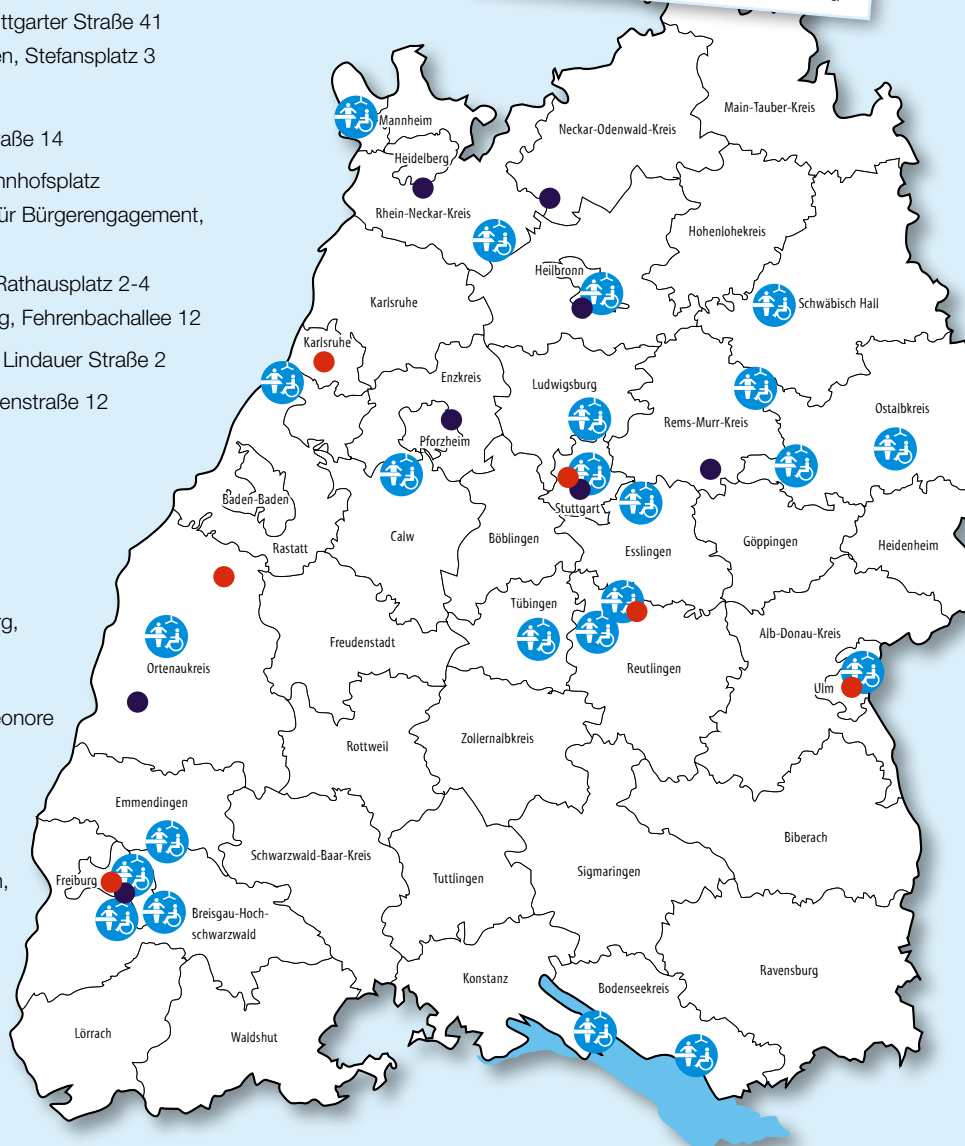 ttgarter Straße 41
en, Stefansplatz 3
raße 14
nnhofsplatz
ür Bürgerengagement,
Rathausplatz 2-4
g, Fehrenbachallee 12
Lindauer Straße 2
enstraße 12
rg,
eonore
n,
Main-Tauber-Kreis
Mannheim
Neckar-Odenwald-Kreis
Heidelberg
Rhein-Neckar-Kreis
Hohenlohekreis
Heilbronn
Karlsruhe
Schwäbisch Hall
Karlsruhe
Enzkreis
Ludwigsburg
Ostalbkreis
Rems-Murr-Kreis
Pforzheim
Baden-Baden
Stuttgart
Rastatt
Calw
Böblingen
Esslingen
Göppingen
Heidenheim
Tübingen
Alb-Donau-Kreis
Freudenstadt
Ortenaukreis
Reutlingen
Ulm
Rottweil
Zollernalbkreis
Emmendingen
Biberach
Schwarzwald-Baar-Kreis
Sigmaringen
Tuttlingen
Freiburg
Breisgau-Hoch-
schwarzwald
Ravensburg
Konstanz
Bodenseekreis
Lörrach
Waldshut